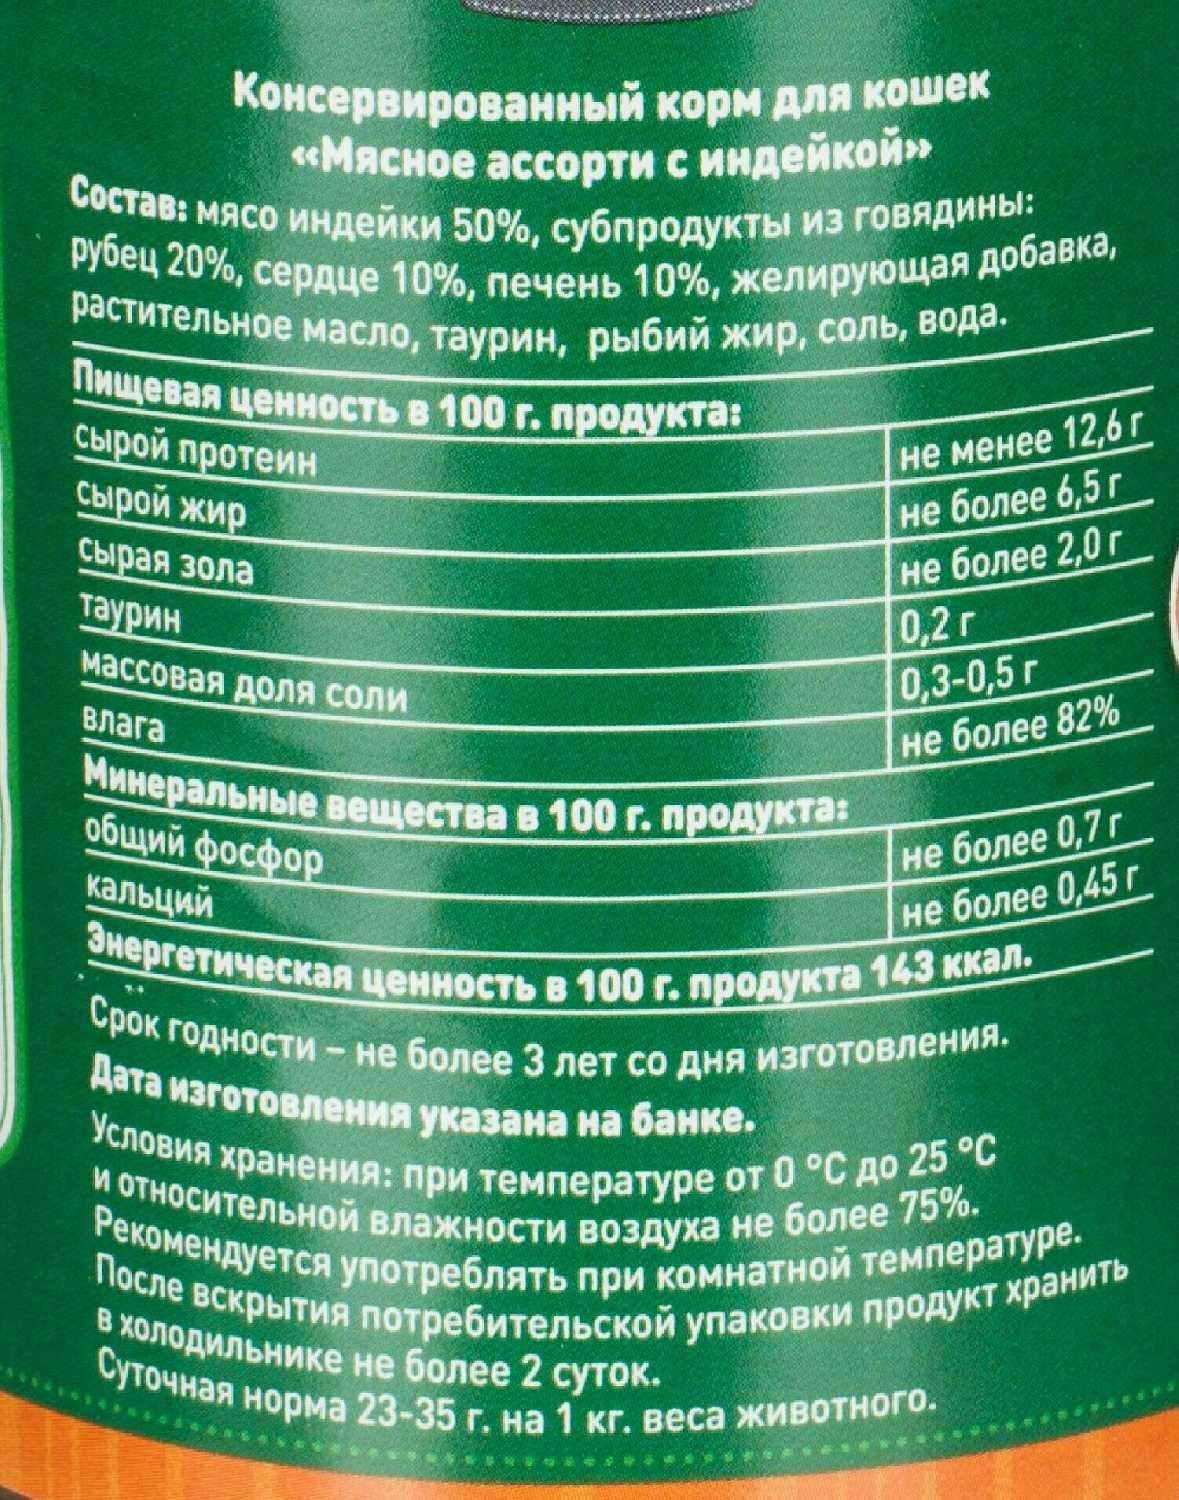 Консервированный корм для кошек
«Мясное ассорти с индейкой»
Состав: мясо индейки 50%, субпродукты из говядины:
рубец 20%, сердце 10%, печень 10%, желирующая добавка,
растительное масло, таурин, рыбий жир, соль, вода.
Пищевая ценность в 100 г. продукта:
сырой протеин не менее 12,6 г
сырой жир не более 6,5 г
сырая зола не более 2,0 г
таурин 0,2 г
массовая доля соли 0,3-0,5 г
влага не более 82%
Минеральные вещества в 100 г. продукта:
общий фосфор не более 0,7 г
кальций не более 0,45 г
Энергетическая ценность в 100 г. продукта 143 ккал.
Срок годности – не более 3 лет со дня изготовления.
Дата изготовления указана на банке.
Условия хранения: при температуре от 0 °C до 25 °C
и относительной влажности воздуха не более 75%.
Рекомендуется употреблять при комнатной температуре.
После вскрытия потребительской упаковки продукт хранить
в холодильнике не более 2 суток.
Суточная норма 23-35 г. на 1 кг. веса животного.